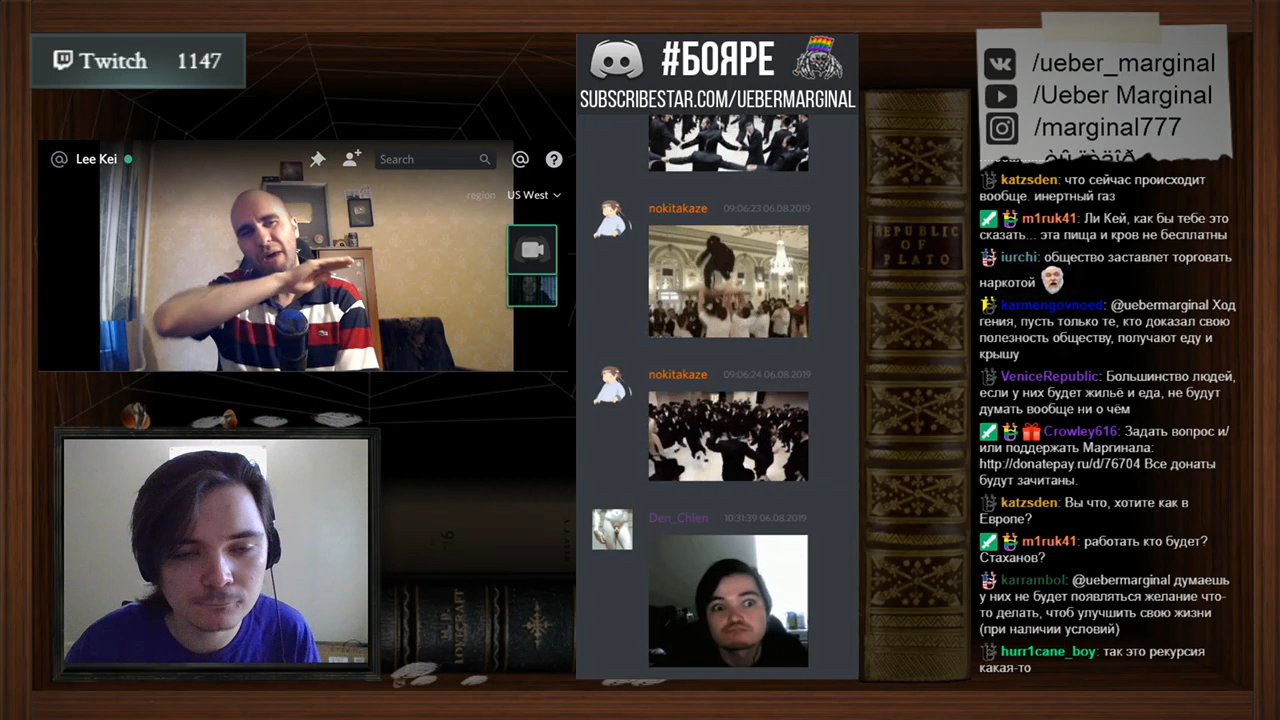 Twitch 1147
@ Lee Kei
Search
region US West
#БОЯРЕ
SUBSCRIBESTAR.COM/UEBERMARGINAL
nokitakaze 09:06:23 06.08.2019
nokitakaze 09:06:24 06.08.2019
Den_Chlen 10:31:39 06.08.2019
REPUBLIC
OF
PLATO
H. P. LOVECRAFT
/ueber_marginal
/Ueber Marginal
/marginal777
katzsden: что сейчас происходит
вообще. инертный газ
m1ruk41: Ли Кей, как бы тебе это
сказать... эта пища и кров не бесплатны
iurchi: общество заставлет торговать
наркотой
karmengovnoed: @uebermarginal Ход
гения, пусть только те, кто доказал свою
полезность обществу, получают еду и
крышу
VeniceRepublic: Большинство людей,
если у них будет жильё и еда, не будут
думать вообще ни о чём
Crowley616: Задать вопрос и/
или поддержать Маргинала:
http://donatepay.ru/d/76704 Все донаты
будут зачитаны.
katzsden: Вы что, хотите как в
Европе?
m1ruk41: работать кто будет?
Стаханов?
karrambol: @uebermarginal думаешь
у них не будет появляться желание что-
то делать, чтоб улучшить свою жизни
(при наличии условий)
hurr1cane_boy: так это рекурсия
какая-то